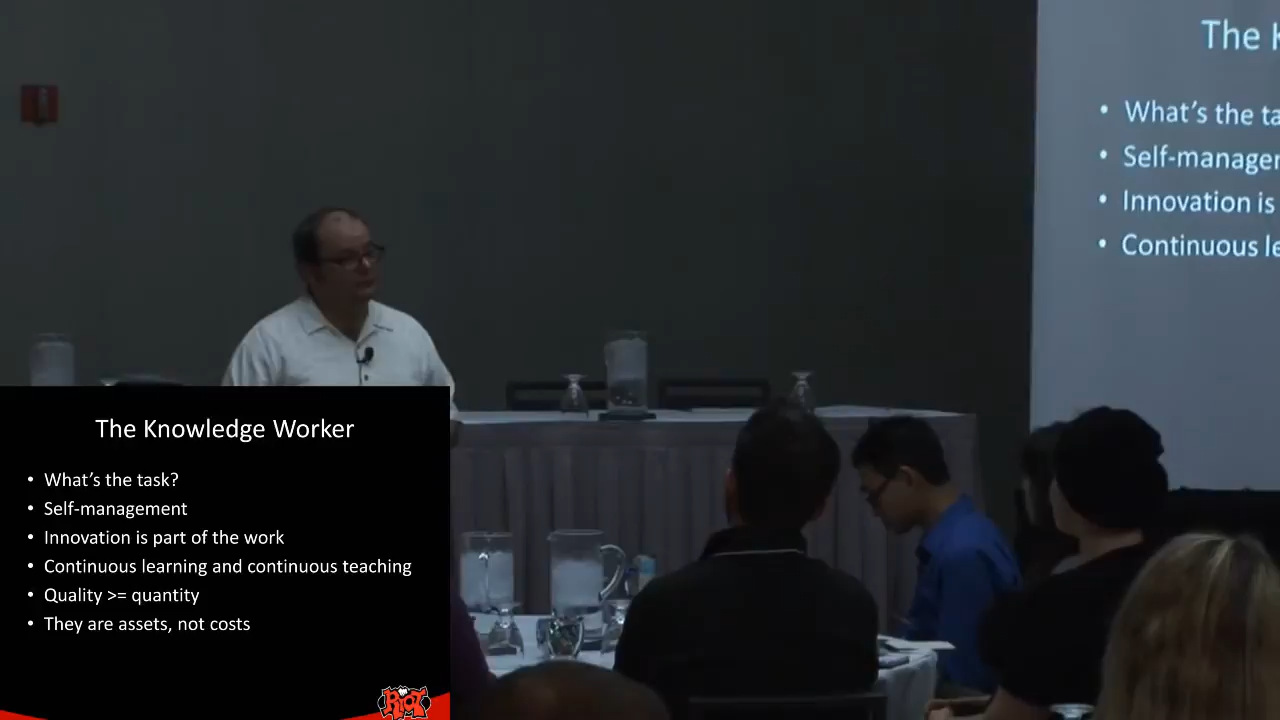 The K
What's the ta
Self-manager
Innovation is
Continuous le
The Knowledge Worker
• What's the task?
• Self-management
• Innovation is part of the work
• Continuous learning and continuous teaching
• Quality >= quantity
• They are assets, not costs
RIOT